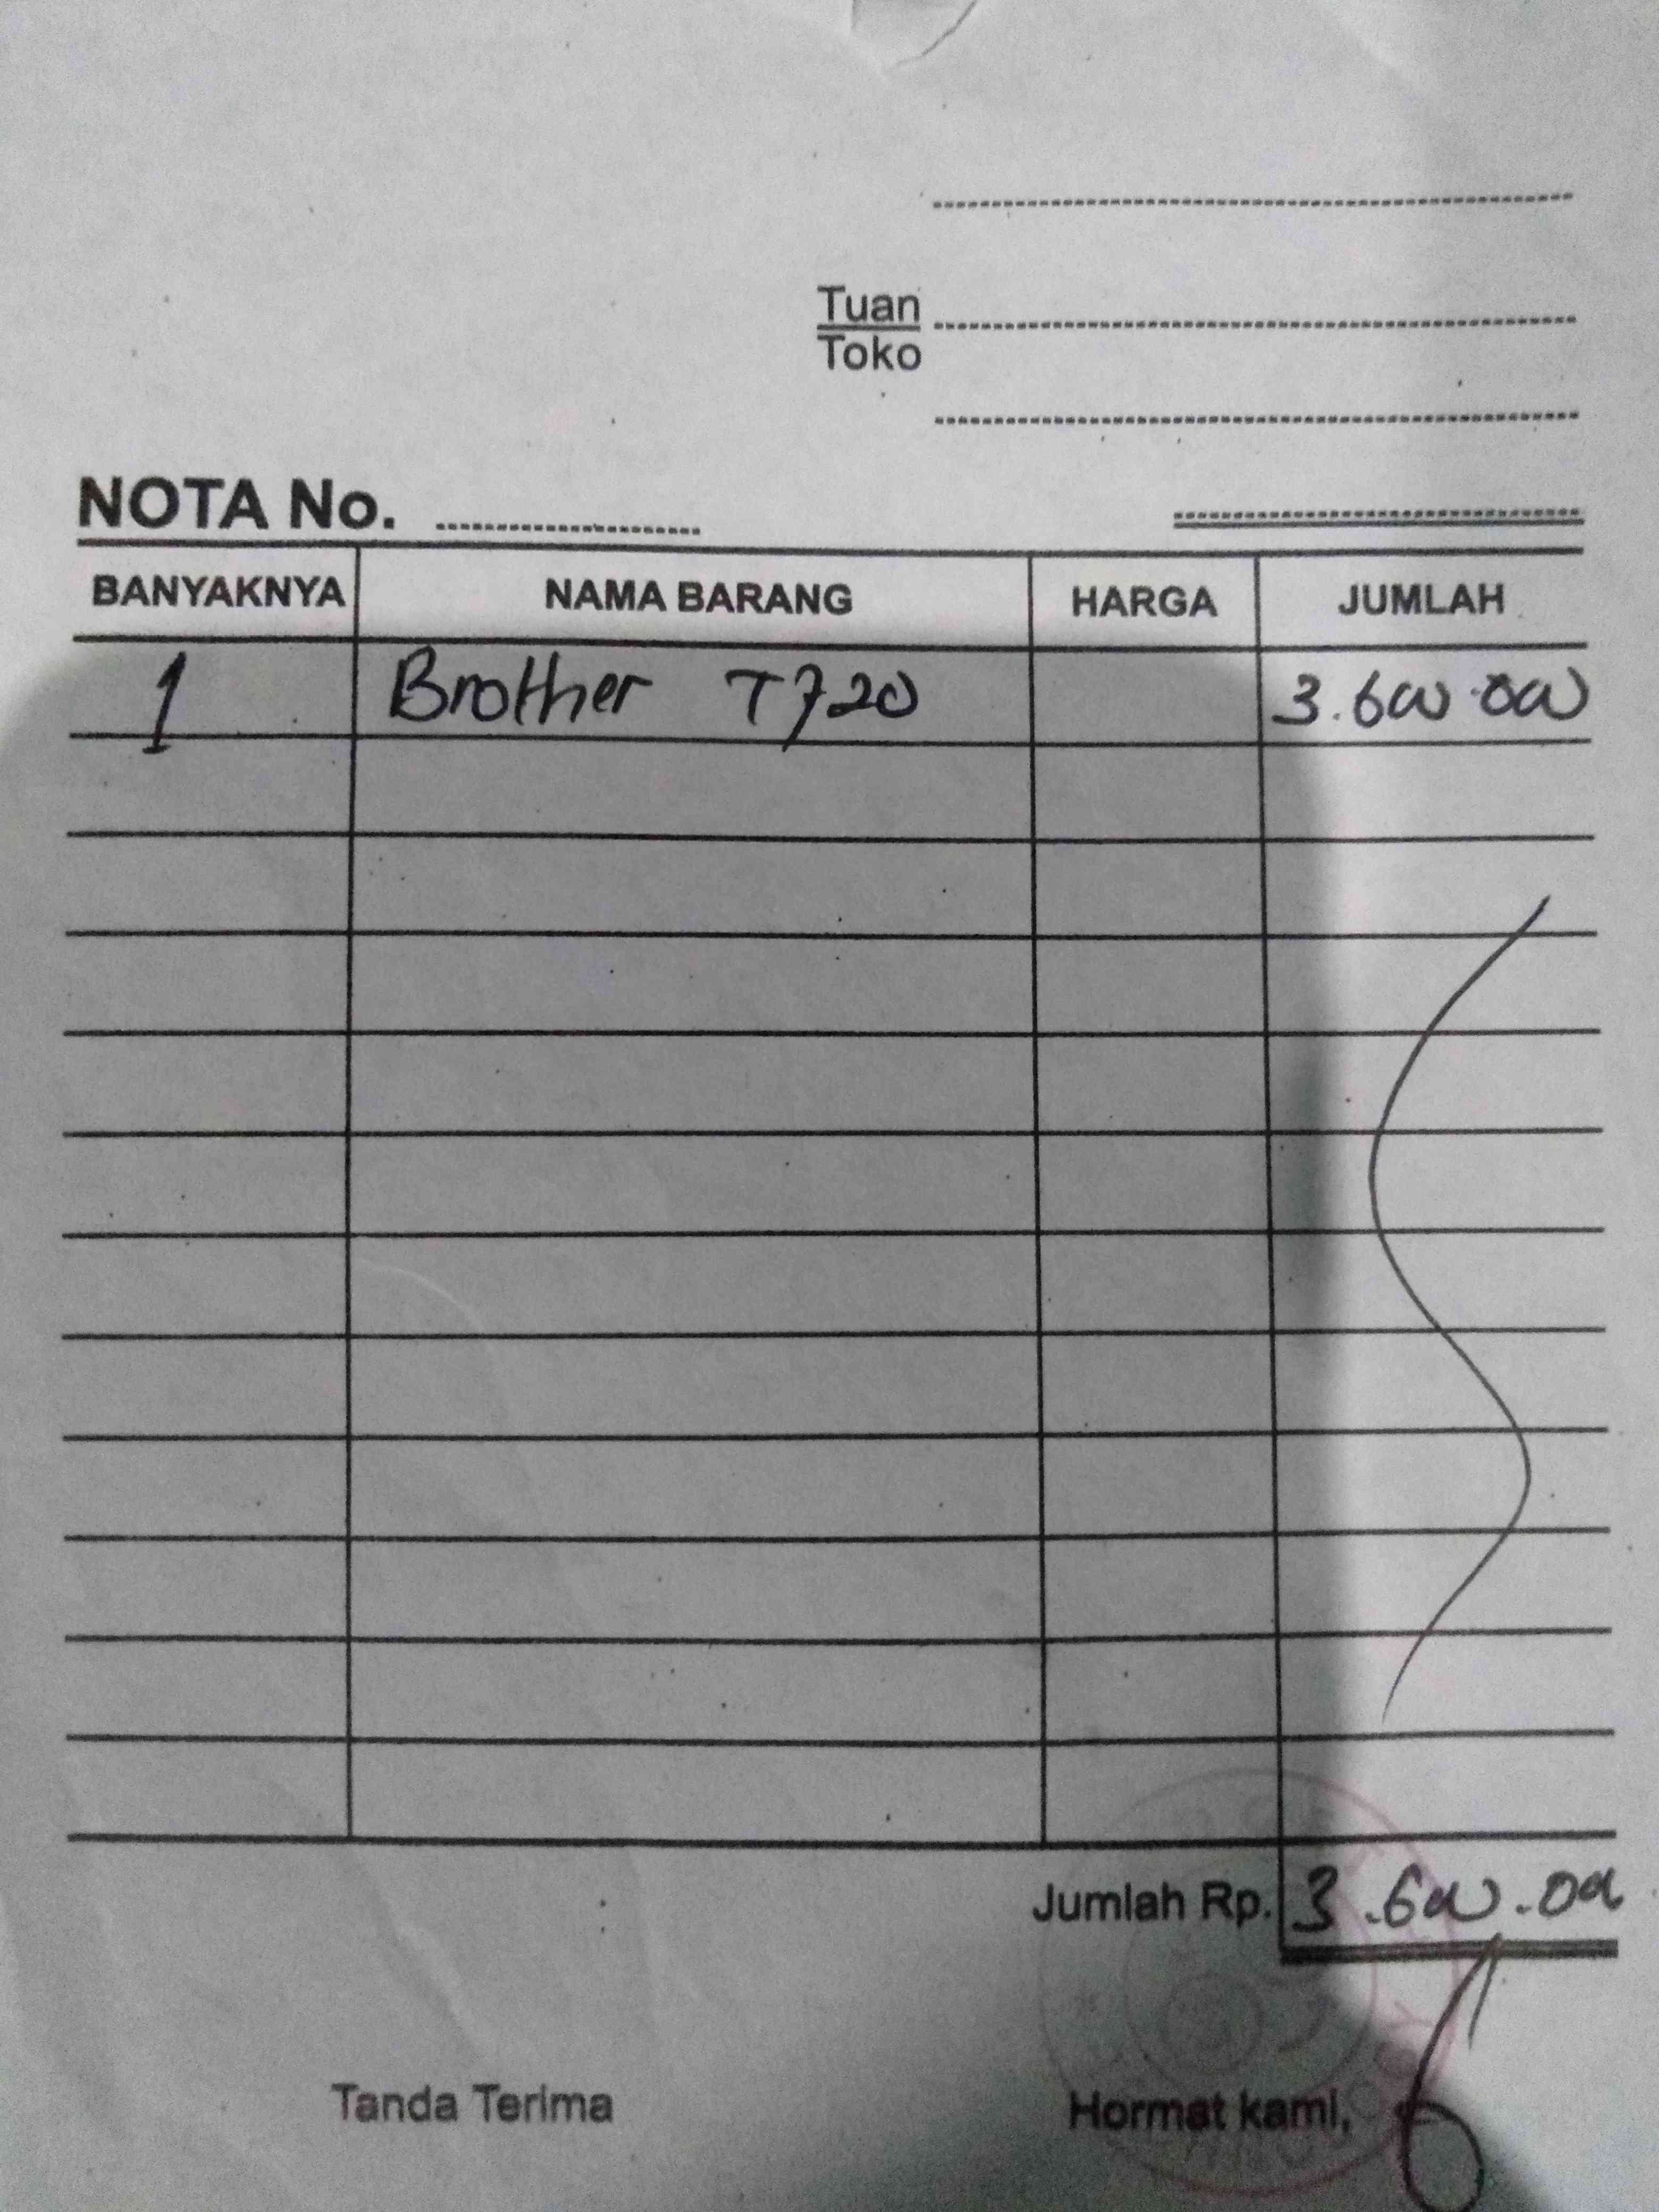 Tuan
Toko
NOTA No.
BANYAKNYA NAMA BARANG HARGA JUMLAH
1 Brother T720 3.600.000
Jumlah Rp. 3.600.000
Tanda Terima Hormat kami,